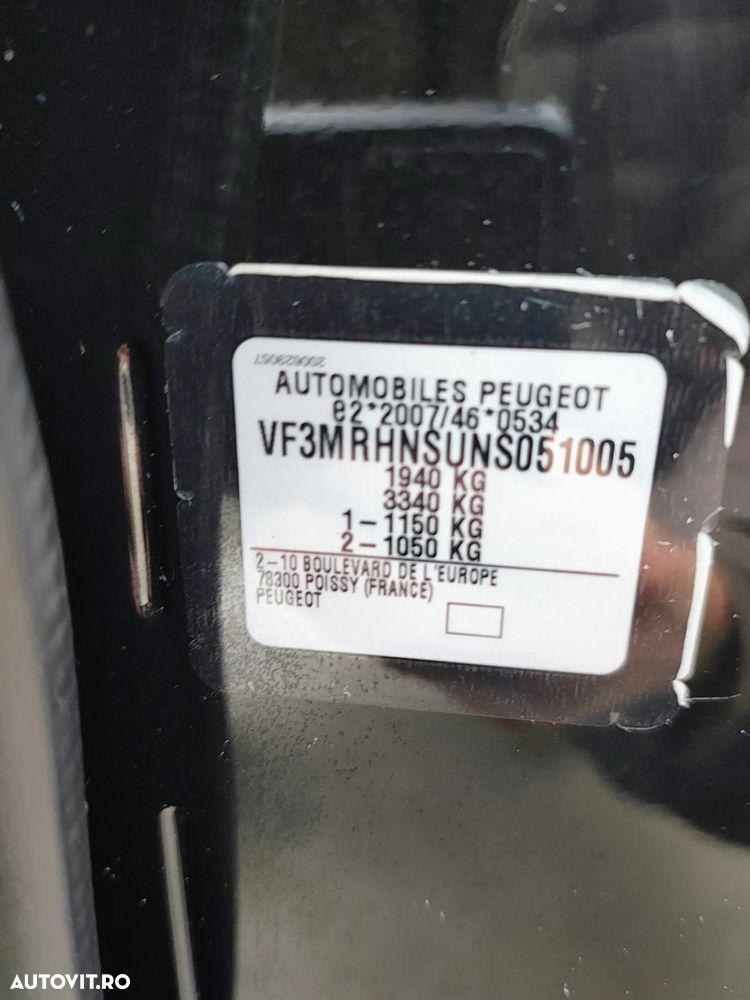 200629057
AUTOMOBILES PEUGEOT
e2*2007/46*0534
VF3MRHNSUNS051005
1940 KG
3340 KG
1-1150 KG
2-1050 KG
2-10 BOULEVARD DE L'EUROPE
78300 POISSY (FRANCE)
PEUGEOT
AUTOVIT.RO